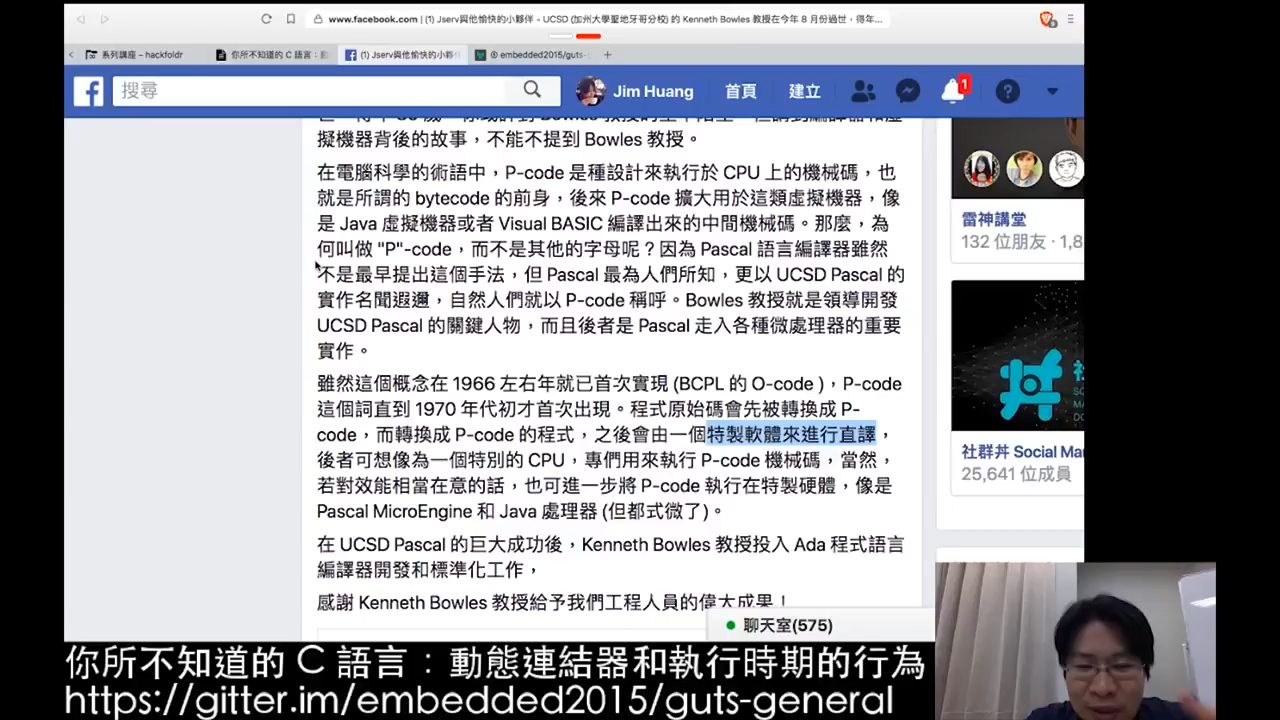 www.facebook.com | (1) Jserv與他愉快的小夥伴 - UCSD (加州大學聖地牙哥分校) 的 Kenneth Bowles 教授在今年 8 月份過世，得年...
系列講座 – hackfoldr
你所不知道的 C 語言：動
(1) Jserv與他愉快的小夥伴
embedded2015/guts-
搜尋
Jim Huang
首頁
建立
1
擬機器背後的故事，不能不提到 Bowles 教授。
在電腦科學的術語中，P-code 是種設計來執行於 CPU 上的機械碼，也
就是所謂的 bytecode 的前身，後來 P-code 擴大用於這類虛擬機器，像
是 Java 虛擬機器或者 Visual BASIC 編譯出來的中間機械碼。那麼，為
何叫做 "P"-code，而不是其他的字母呢？因為 Pascal 語言編譯器雖然
不是最早提出這個手法，但 Pascal 最為人們所知，更以 UCSD Pascal 的
實作名聞遐邇，自然人們就以 P-code 稱呼。Bowles 教授就是領導開發
UCSD Pascal 的關鍵人物，而且後者是 Pascal 走入各種微處理器的重要
實作。
雖然這個概念在 1966 左右年就已首次實現 (BCPL 的 O-code )，P-code
這個詞直到 1970 年代初才首次出現。程式原始碼會先被轉換成 P-
code，而轉換成 P-code 的程式，之後會由一個特製軟體來進行直譯，
後者可想像為一個特別的 CPU，專們用來執行 P-code 機械碼，當然，
若對效能相當在意的話，也可進一步將 P-code 執行在特製硬體，像是
Pascal MicroEngine 和 Java 處理器 (但都式微了)。
在 UCSD Pascal 的巨大成功後，Kenneth Bowles 教授投入 Ada 程式語言
編譯器開發和標準化工作，
感謝 Kenneth Bowles 教授給予我們工程人員的偉大成果！
雷神講堂
132 位朋友 · 1,8
社群丼 Social Mar
25,641 位成員
聊天室(575)
你所不知道的 C 語言：動態連結器和執行時期的行為
https://gitter.im/embedded2015/guts-general